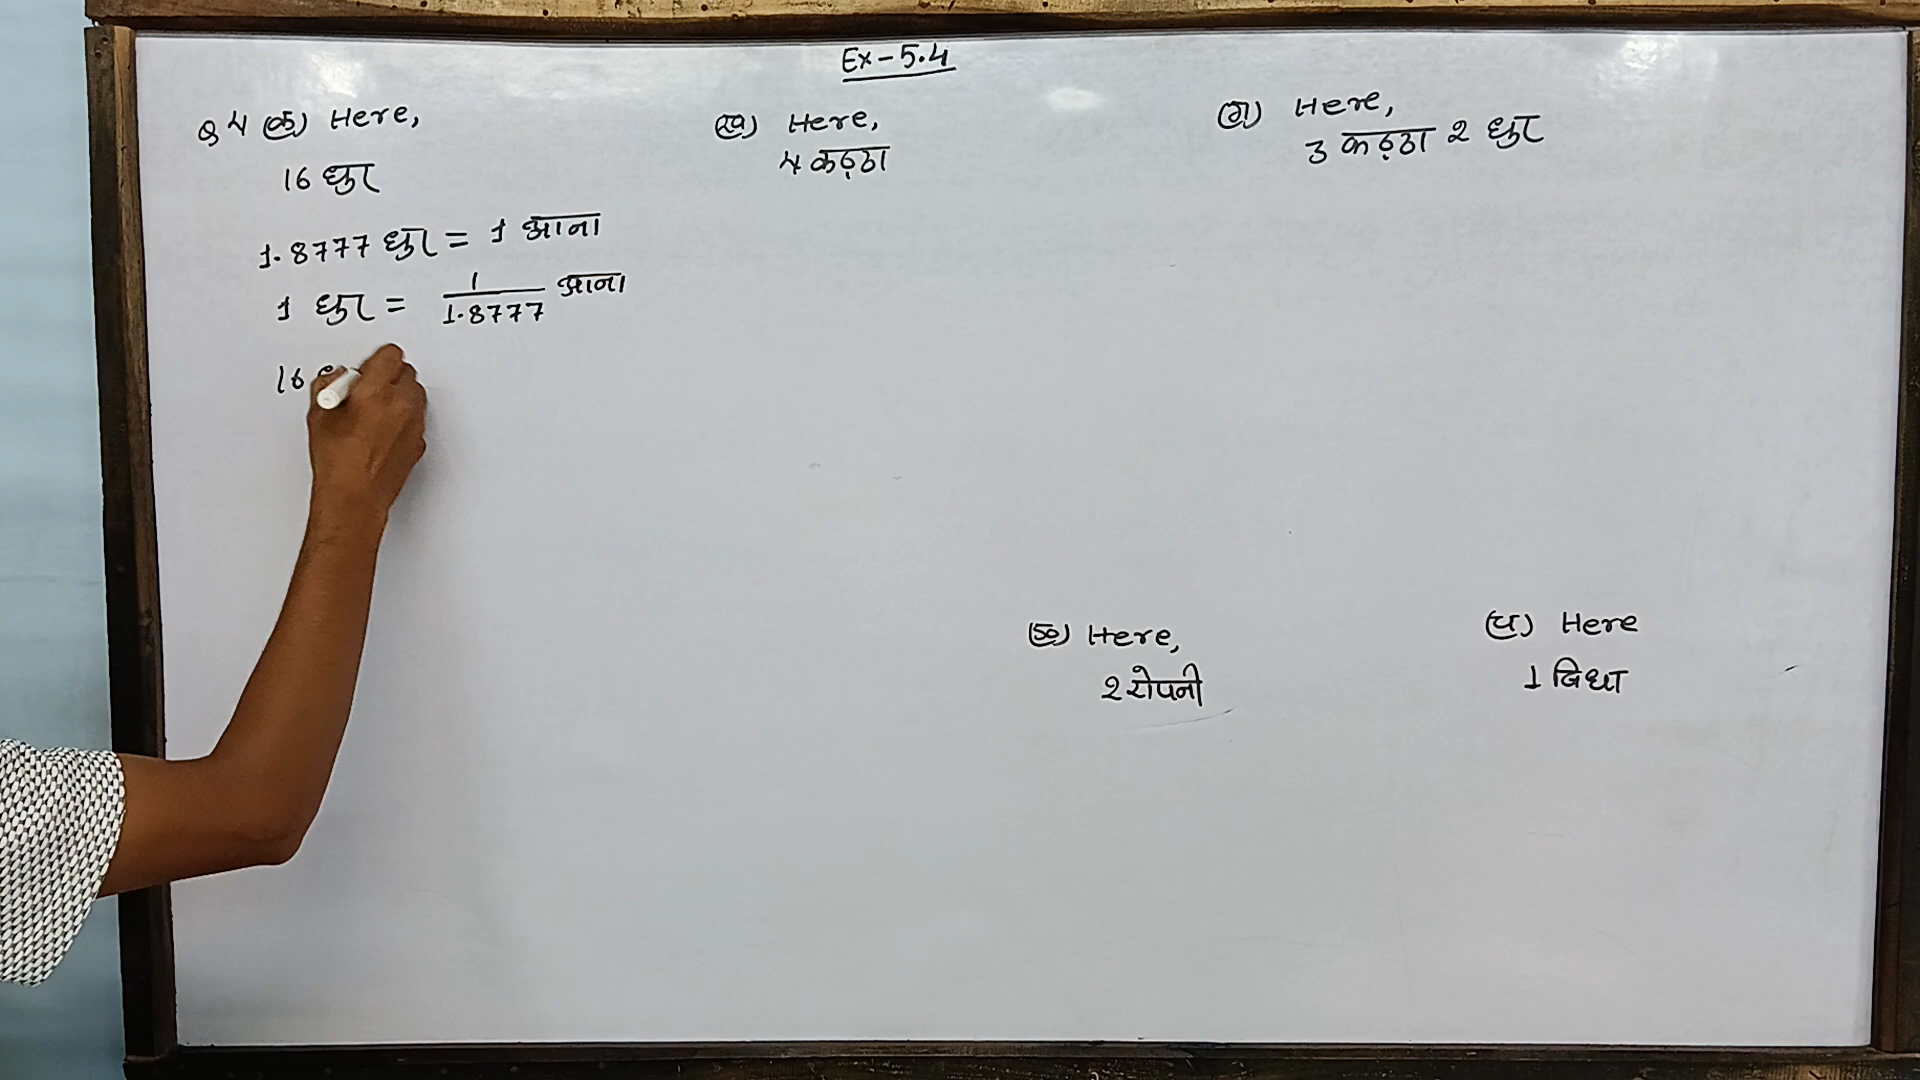 Ex-5.4
Q 4 (क) Here,
16 धुर
1.8777 धुर = 1 आना
1 धुर = 1/1.8777 आना
16
(ख) Here,
4 कठ्ठा
(ग) Here,
3 कठ्ठा 2 धुर
(ङ) Here,
2 रोपनी
(घ) Here
1 बिघा